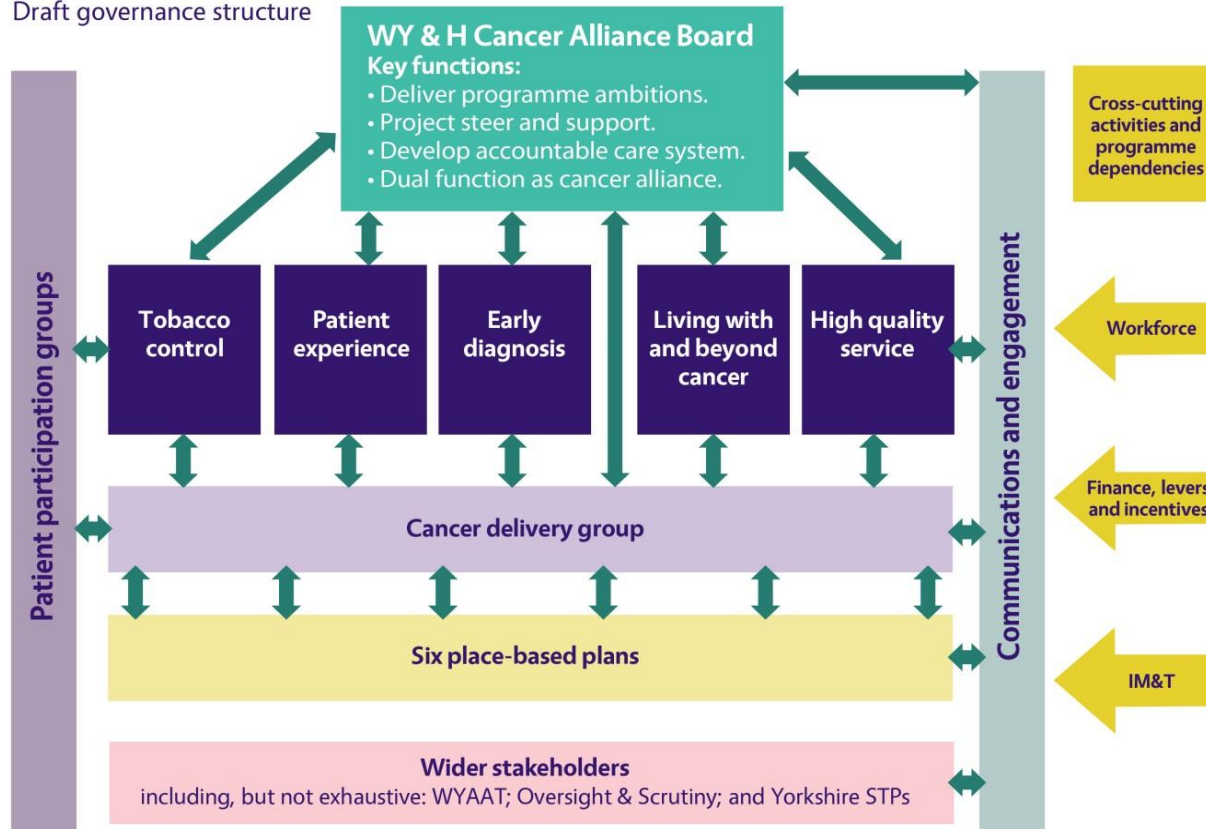 Draft governance structure
WY & H Cancer Alliance Board
Key functions:
• Deliver programme ambitions.
• Project steer and support.
• Develop accountable care system.
• Dual function as cancer alliance.
Cross-cutting
activities and
programme
dependencies
Patient participation groups
Tobacco
control
Patient
experience
Early
diagnosis
Living with
and beyond
cancer
High quality
service
Communications and engagement
Workforce
Cancer delivery group
Finance, levers
and incentives
Six place-based plans
IM&T
Wider stakeholders
including, but not exhaustive: WYAAT; Oversight & Scrutiny; and Yorkshire STPs